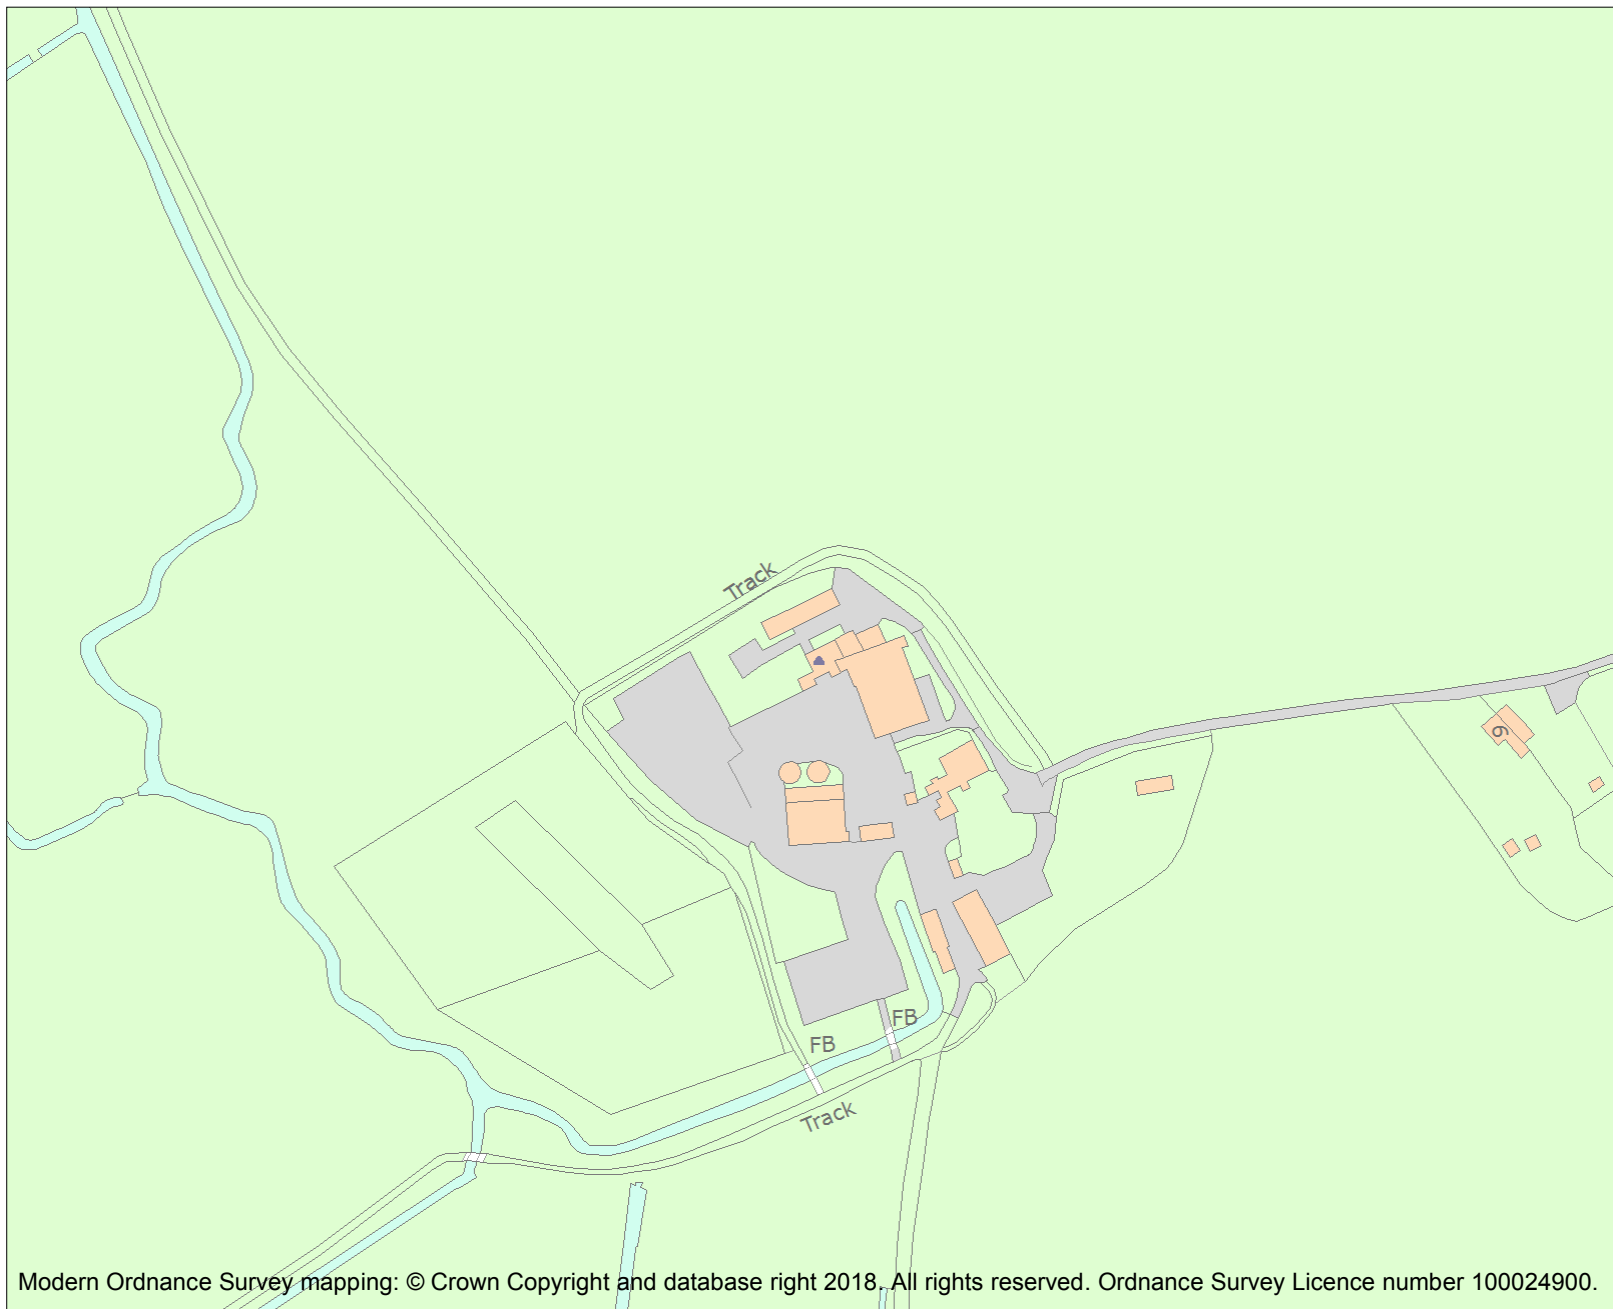 Track
6
FB
FB
Track
Modern Ordnance Survey mapping: © Crown Copyright and database right 2018. All rights reserved. Ordnance Survey Licence number 100024900.